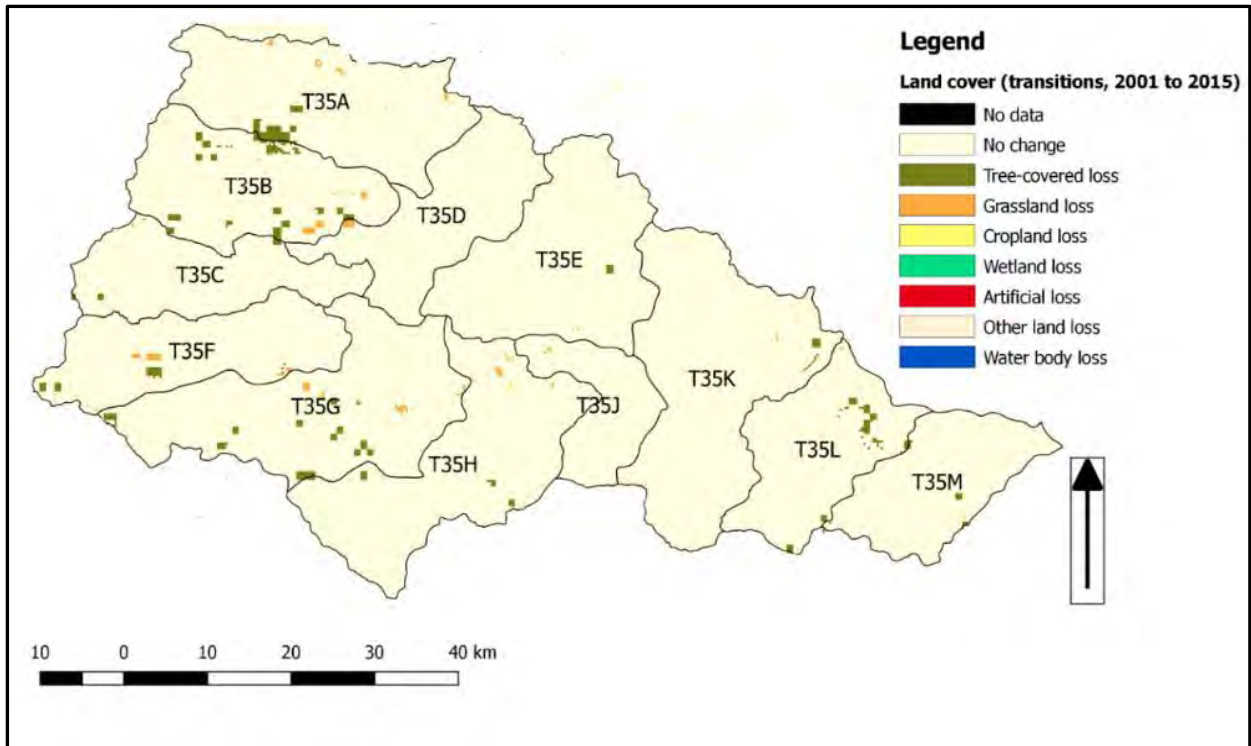 Legend
Land cover (transitions, 2001 to 2015)
No data
No change
Tree-covered loss
Grassland loss
Cropland loss
Wetland loss
Artificial loss
Other land loss
Water body loss
T35A
T35B
T35D
T35E
T35C
T35F
T35K
T35G
T35J
T35H
T35L
T35M
10 0 10 20 30 40 km